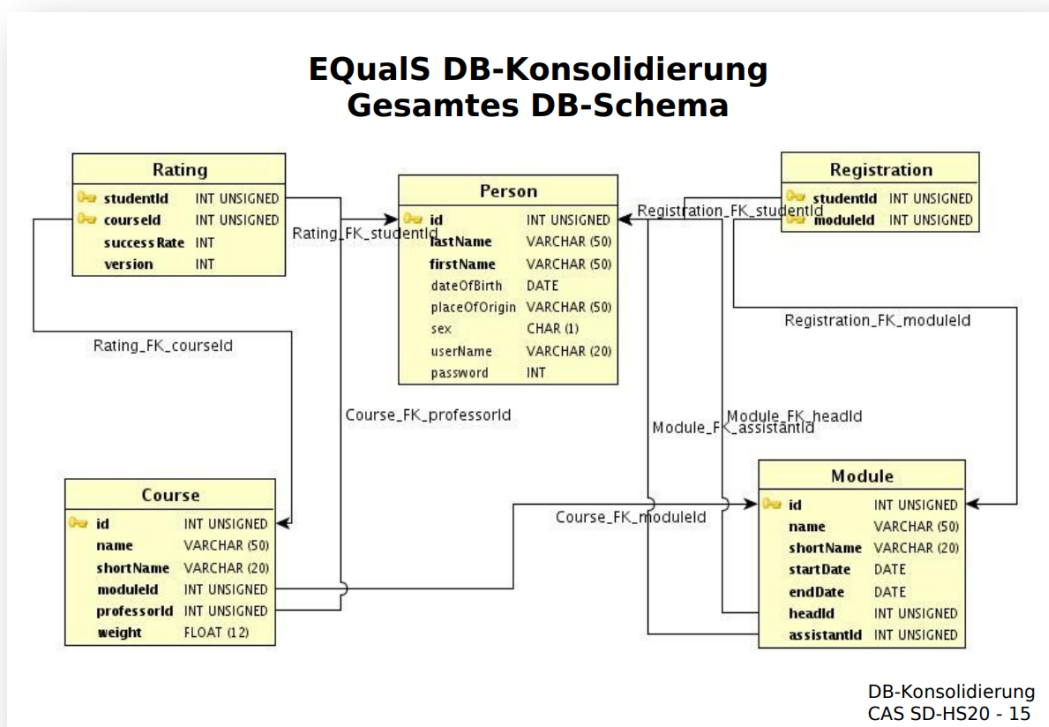 EQualS DB-Konsolidierung
Gesamtes DB-Schema
Rating
studentId INT UNSIGNED
courseId INT UNSIGNED
successRate INT
version INT
Person
id INT UNSIGNED
lastName VARCHAR (50)
firstName VARCHAR (50)
dateOfBirth DATE
placeOfOrigin VARCHAR (50)
sex CHAR (1)
userName VARCHAR (20)
password INT
Registration
studentId INT UNSIGNED
moduleId INT UNSIGNED
Rating_FK_studentId
Registration_FK_studentId
Registration_FK_moduleId
Rating_FK_courseId
Course_FK_professorId
Module_FK_headId
Module_FK_assistantId
Course
id INT UNSIGNED
name VARCHAR (50)
shortName VARCHAR (20)
moduleId INT UNSIGNED
professorId INT UNSIGNED
weight FLOAT (12)
Course_FK_moduleId
Module
id INT UNSIGNED
name VARCHAR (50)
shortName VARCHAR (20)
startDate DATE
endDate DATE
headId INT UNSIGNED
assistantId INT UNSIGNED
DB-Konsolidierung
CAS SD-HS20 - 15